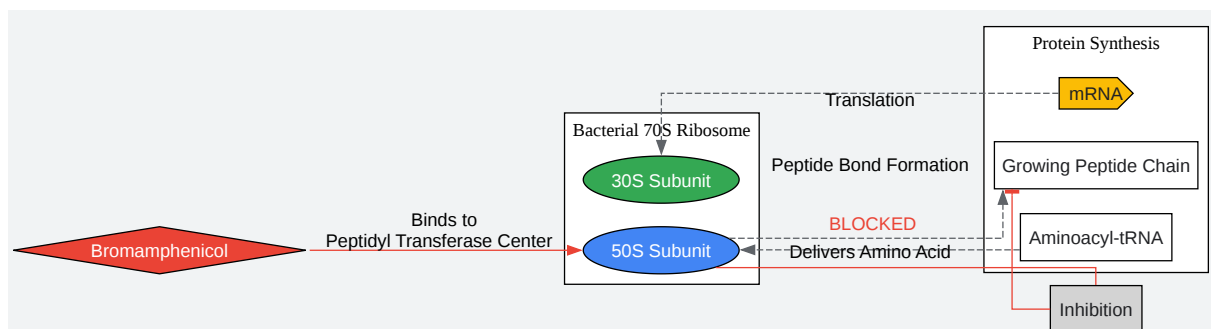 Protein Synthesis
mRNA
Translation
Bacterial 70S Ribosome
Peptide Bond Formation
Growing Peptide Chain
30S Subunit
Binds to
Peptidyl Transferase Center
BLOCKED
Aminoacyl-tRNA
Bromamphenicol
50S Subunit
Delivers Amino Acid
Inhibition